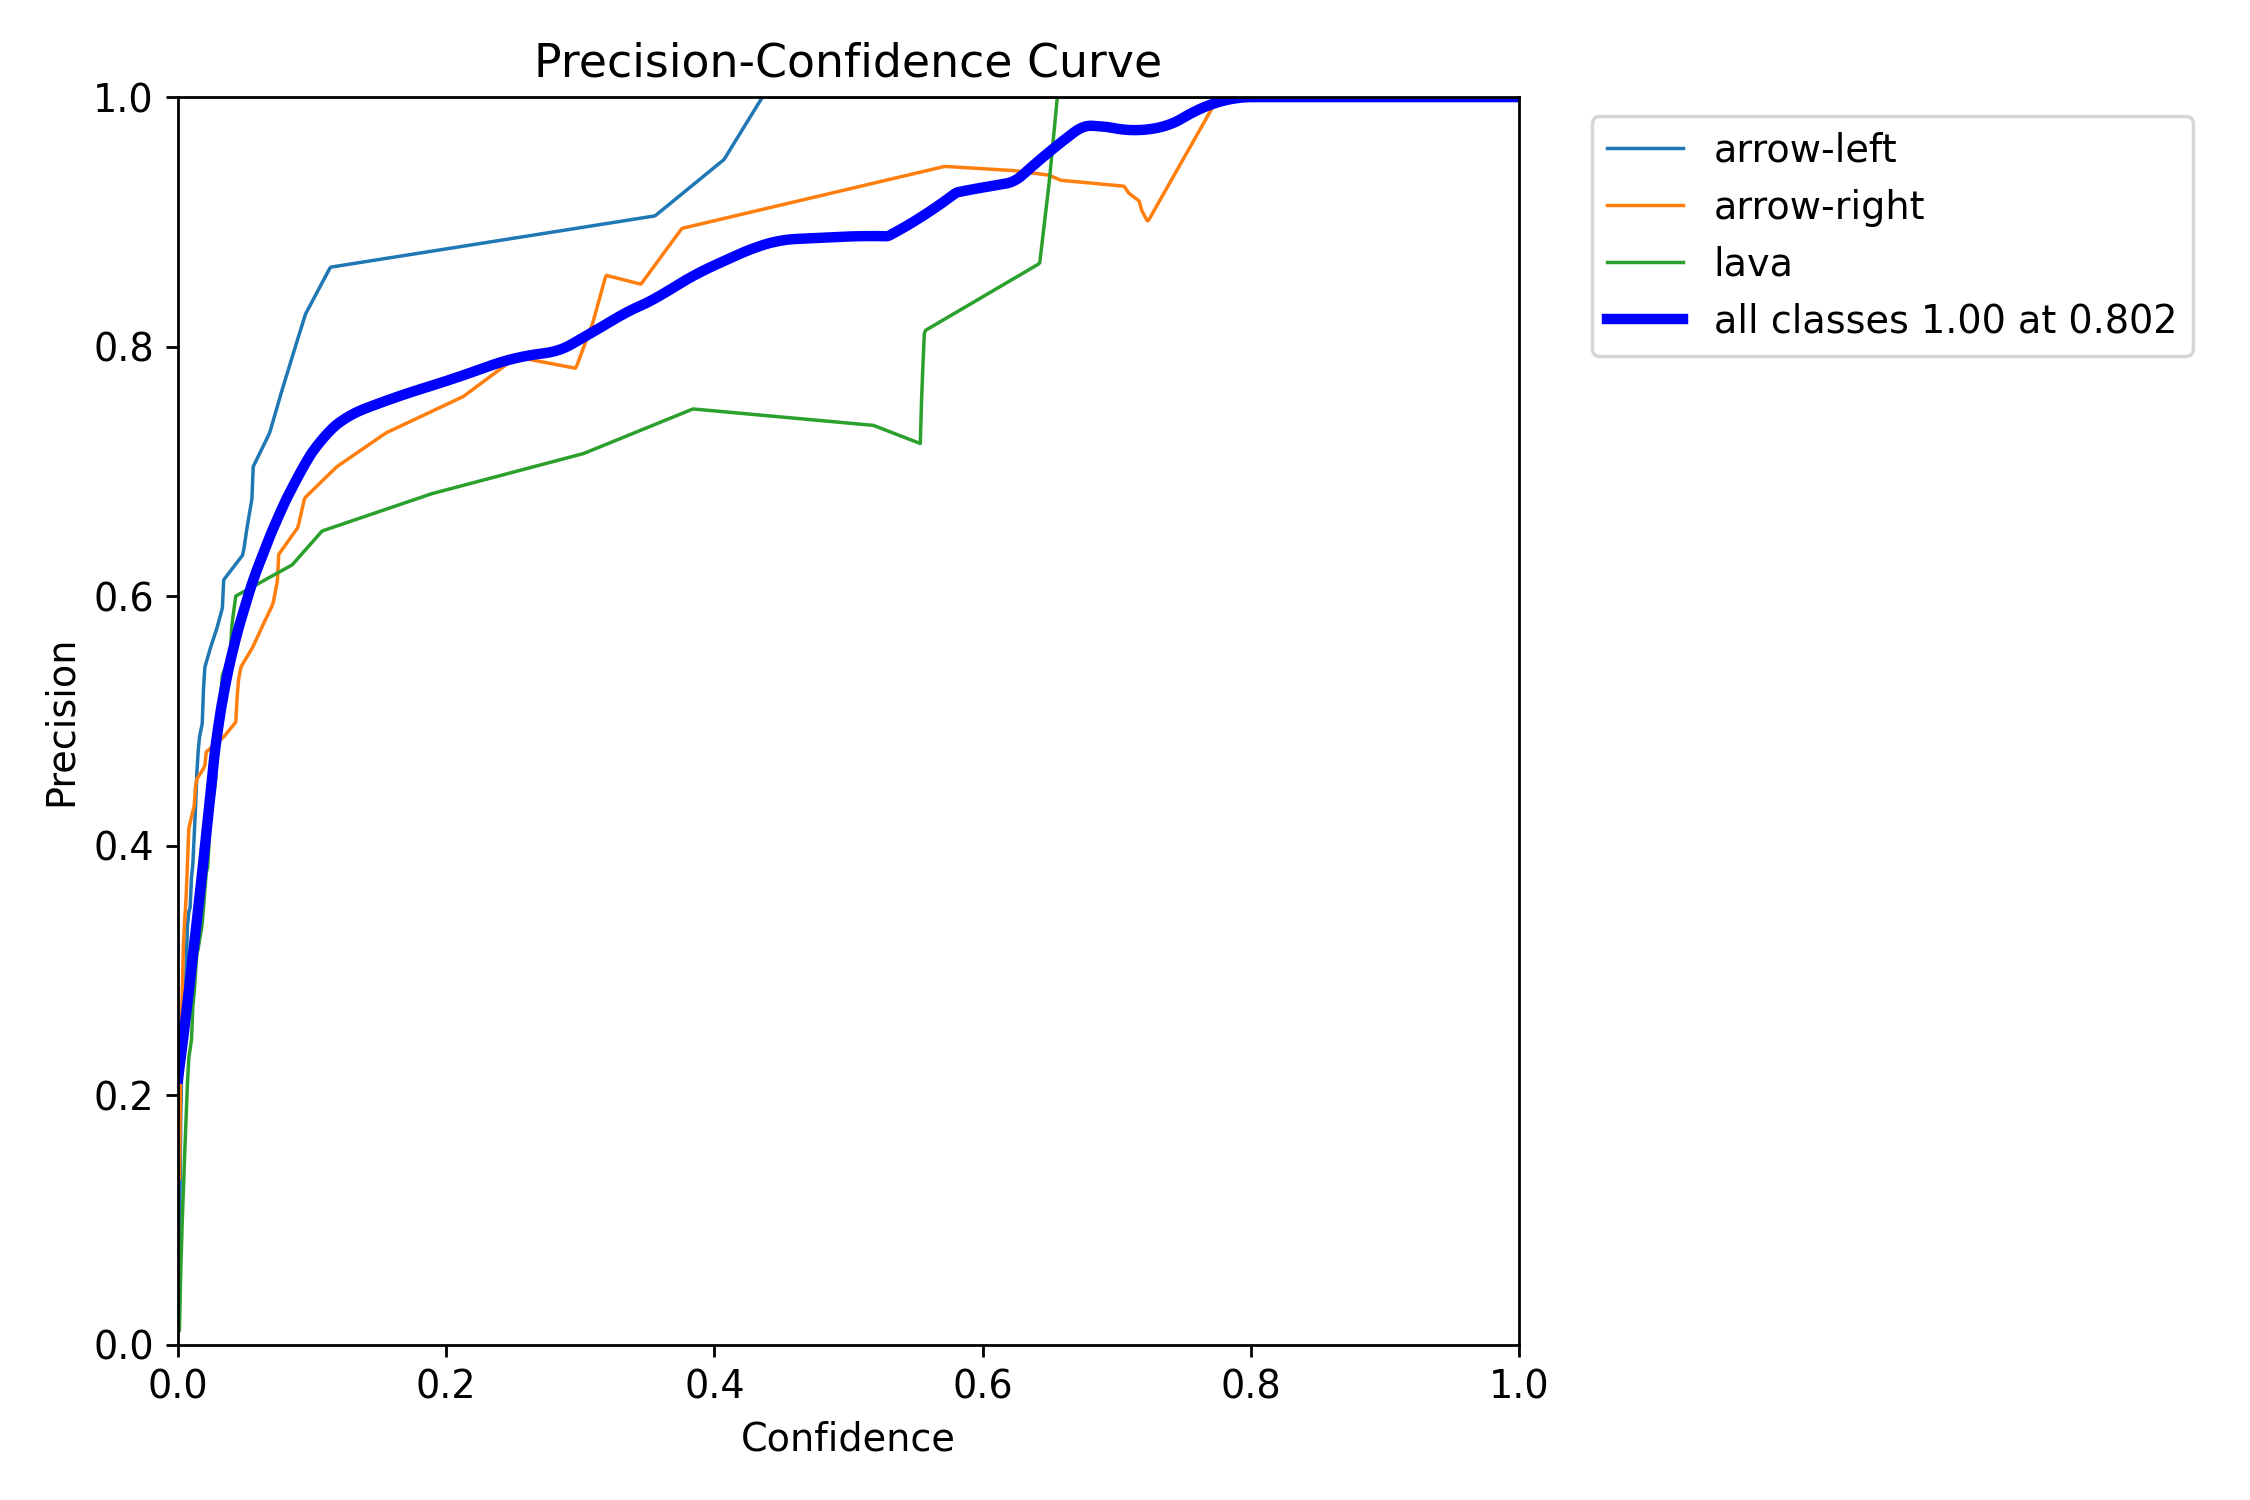 Precision-Confidence Curve
1.0
0.8
0.6
0.4
0.2
0.0
Precision
0.0 0.2 0.4 0.6 0.8 1.0
Confidence
arrow-left
arrow-right
lava
all classes 1.00 at 0.802